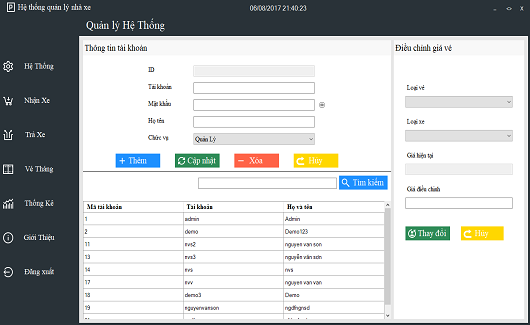 P Hệ thống quản lý nhà xe
06/08/2017 21:40:23
Quản lý Hệ Thống
Hệ Thống
Nhận Xe
Trả Xe
Vé Tháng
Thống Kê
Giới Thiệu
Đăng xuất
Thông tin tài khoản
ID
Tài khoản
Mật khẩu
Họ tên
Chức vụ Quản Lý
Thêm Cập nhật Xóa Hủy
Tìm kiếm
Mã tài khoản Tài khoản Họ và tên
1 admin Admin
2 demo Demo123
11 nvs2 nguyen van son
13 nvs3 nguyễn văn sơn
14 nvs nvs
17 nvv nguyen van van
18 demo3 Demo
19 nguyenvanson ngdfngnsd
Điều chỉnh giá vé
Loại vé
Loại xe
Giá hiện tại
Giá điều chỉnh
Thay đổi Hủy